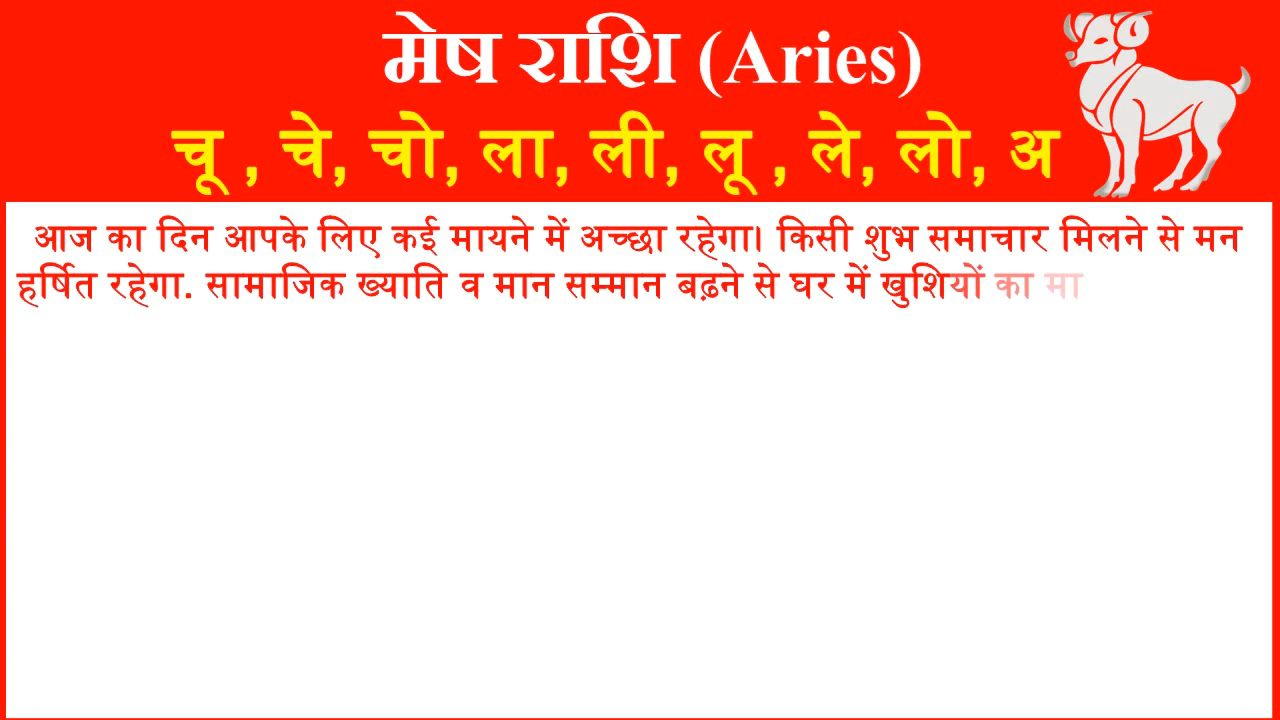 मेष राशि (Aries)
चू , चे, चो, ला, ली, लू , ले, लो, अ
आज का दिन आपके लिए कई मायने में अच्छा रहेगा। किसी शुभ समाचार मिलने से मन
हर्षित रहेगा. सामाजिक ख्याति व मान सम्मान बढ़ने से घर में खुशियों का मा